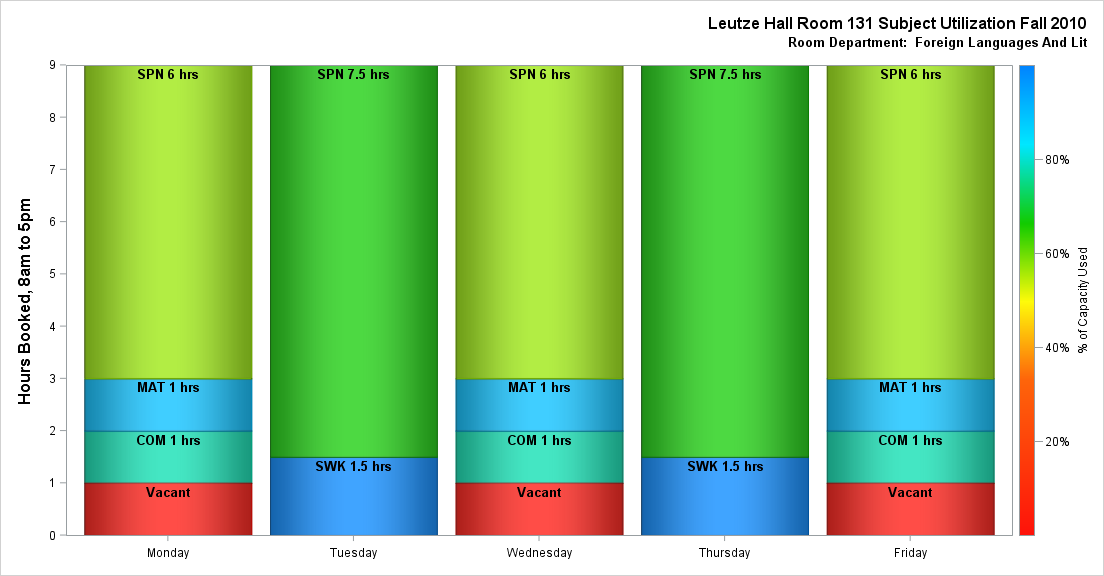 Leutze Hall Room 131 Subject Utilization Fall 2010
Room Department:  Foreign Languages And Lit
Hours Booked, 8am to 5pm
9
8
7
6
5
4
3
2
1
0
SPN 6 hrs
MAT 1 hrs
COM 1 hrs
Vacant
SPN 7.5 hrs
SWK 1.5 hrs
SPN 6 hrs
MAT 1 hrs
COM 1 hrs
Vacant
SPN 7.5 hrs
SWK 1.5 hrs
SPN 6 hrs
MAT 1 hrs
COM 1 hrs
Vacant
Monday
Tuesday
Wednesday
Thursday
Friday
80%
60%
40%
20%
% of Capacity Used